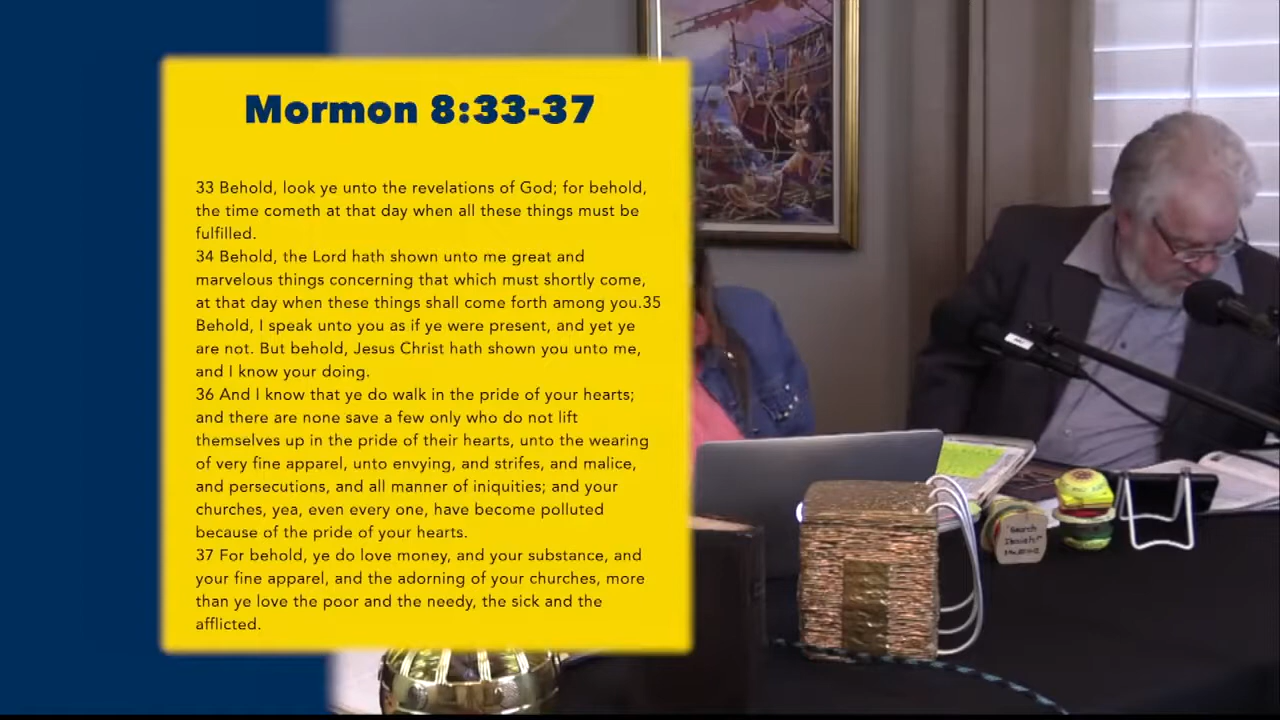 Mormon 8:33-37
33 Behold, look ye unto the revelations of God; for behold,
the time cometh at that day when all these things must be
fulfilled.
34 Behold, the Lord hath shown unto me great and
marvelous things concerning that which must shortly come,
at that day when these things shall come forth among you.35
Behold, I speak unto you as if ye were present, and yet ye
are not. But behold, Jesus Christ hath shown you unto me,
and I know your doing.
36 And I know that ye do walk in the pride of your hearts;
and there are none save a few only who do not lift
themselves up in the pride of their hearts, unto the wearing
of very fine apparel, unto envying, and strifes, and malice,
and persecutions, and all manner of iniquities; and your
churches, yea, even every one, have become polluted
because of the pride of your hearts.
37 For behold, ye do love money, and your substance, and
your fine apparel, and the adorning of your churches, more
than ye love the poor and the needy, the sick and the
afflicted.
"Search